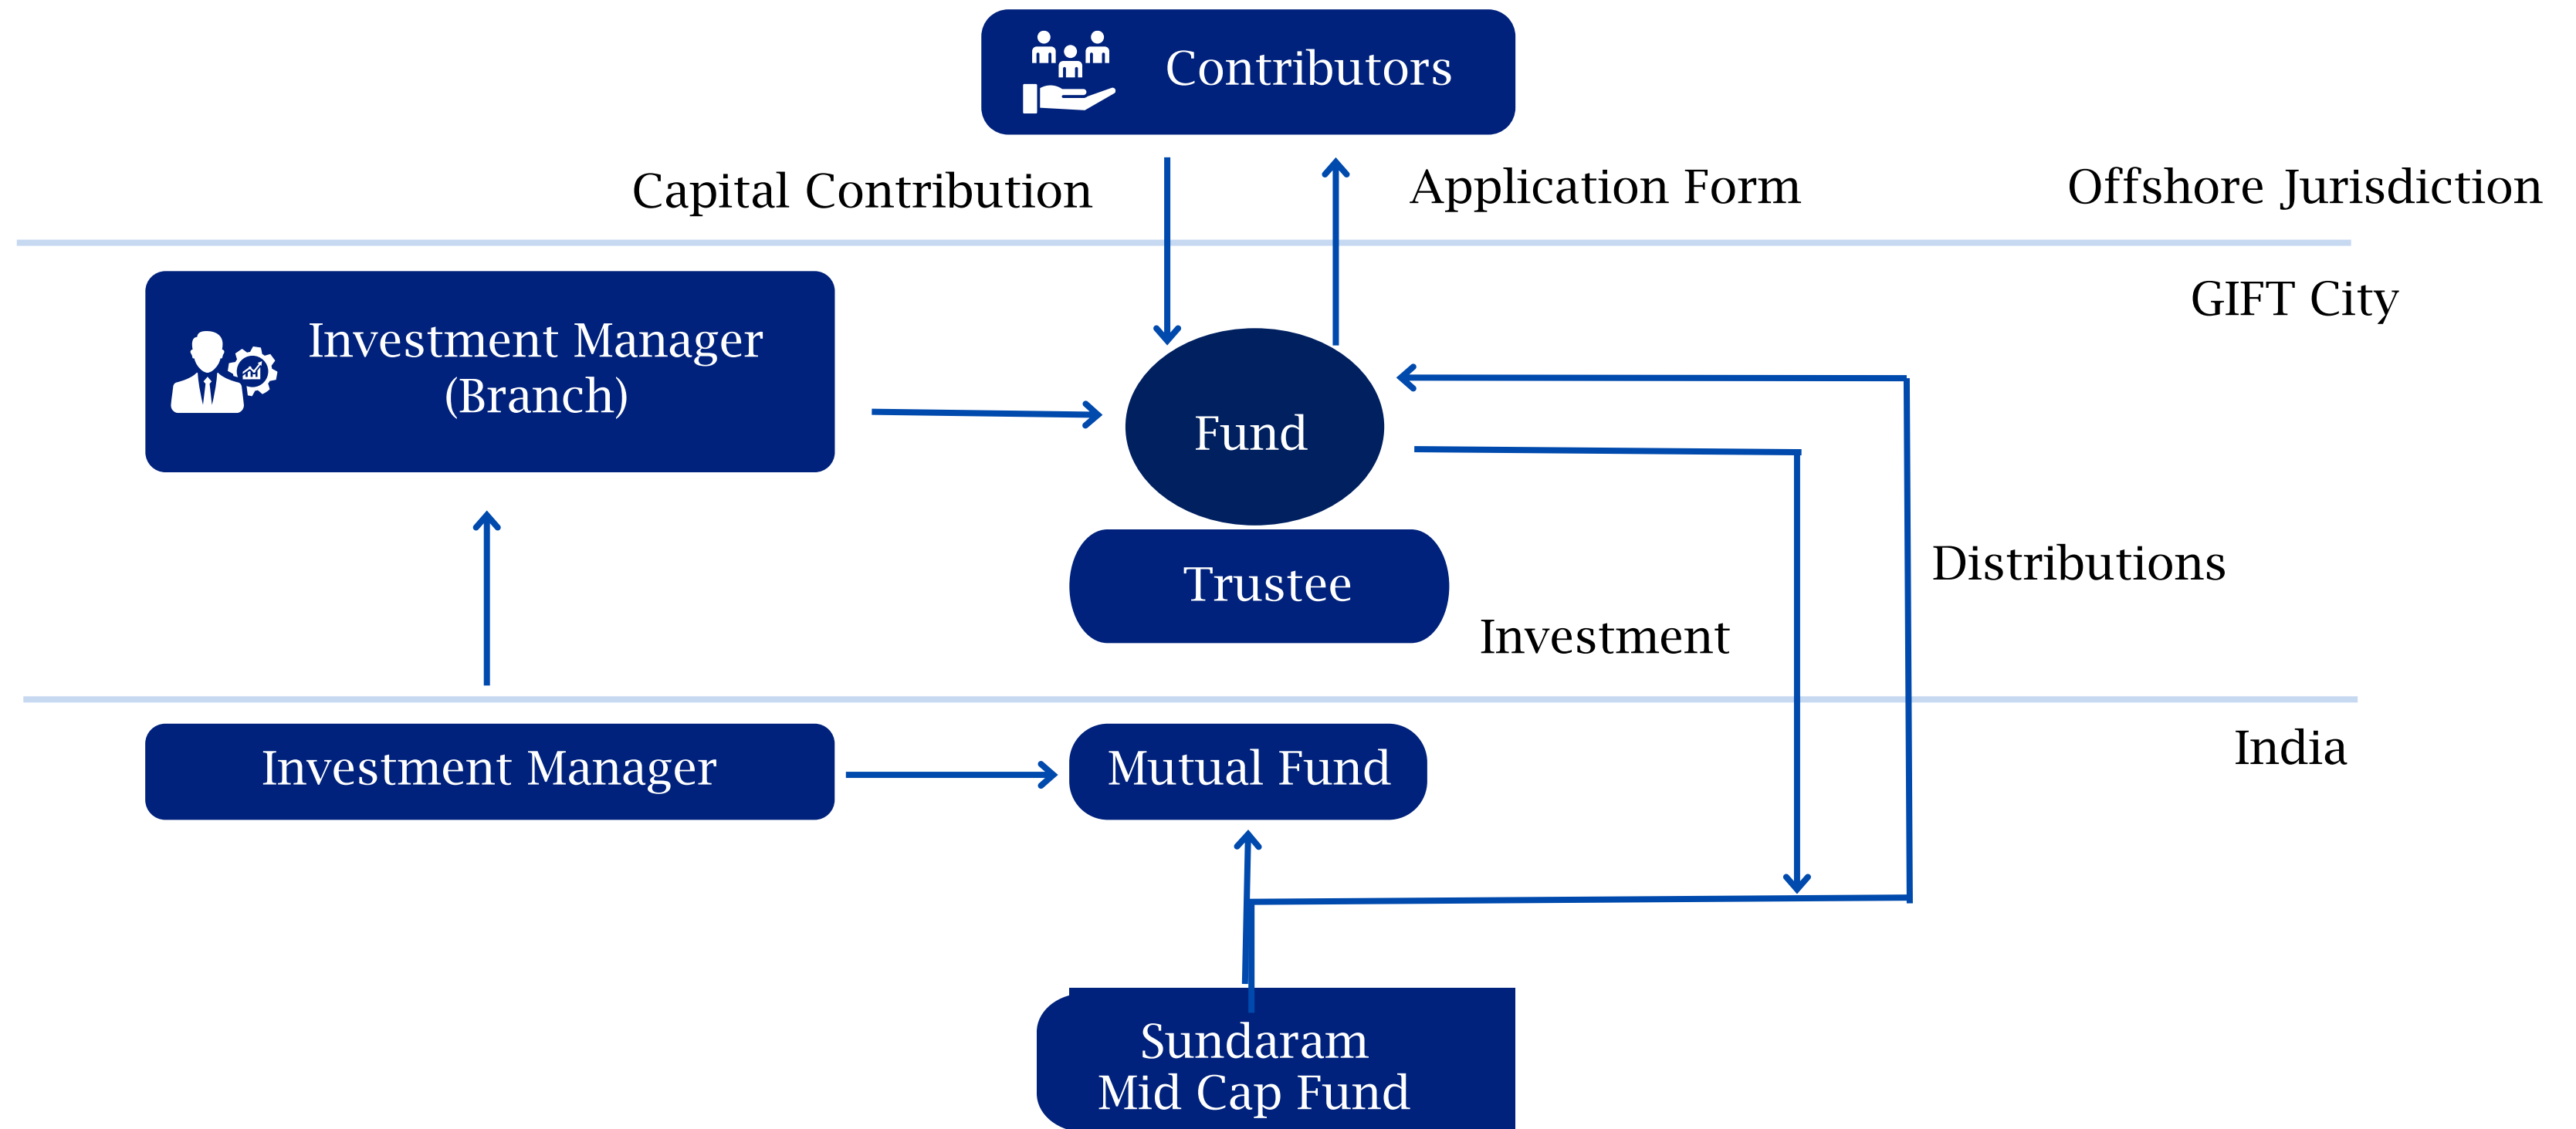 Contributors
Capital Contribution
Application Form
Offshore Jurisdiction
GIFT City
Investment Manager
(Branch)
Fund
Trustee
Distributions
Investment
India
Investment Manager
Mutual Fund
Sundaram
Mid Cap Fund